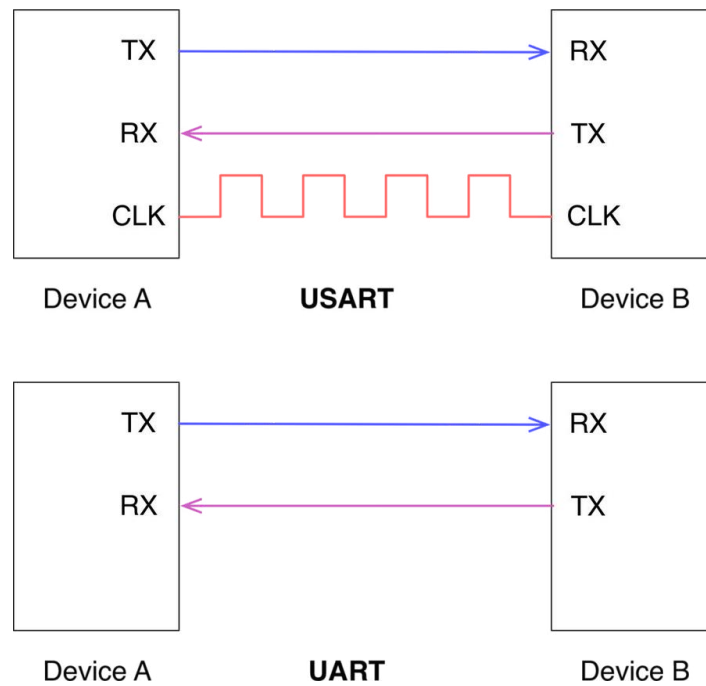 TX RX
RX TX
CLK CLK
Device A USART Device B
TX RX
RX TX
Device A UART Device B